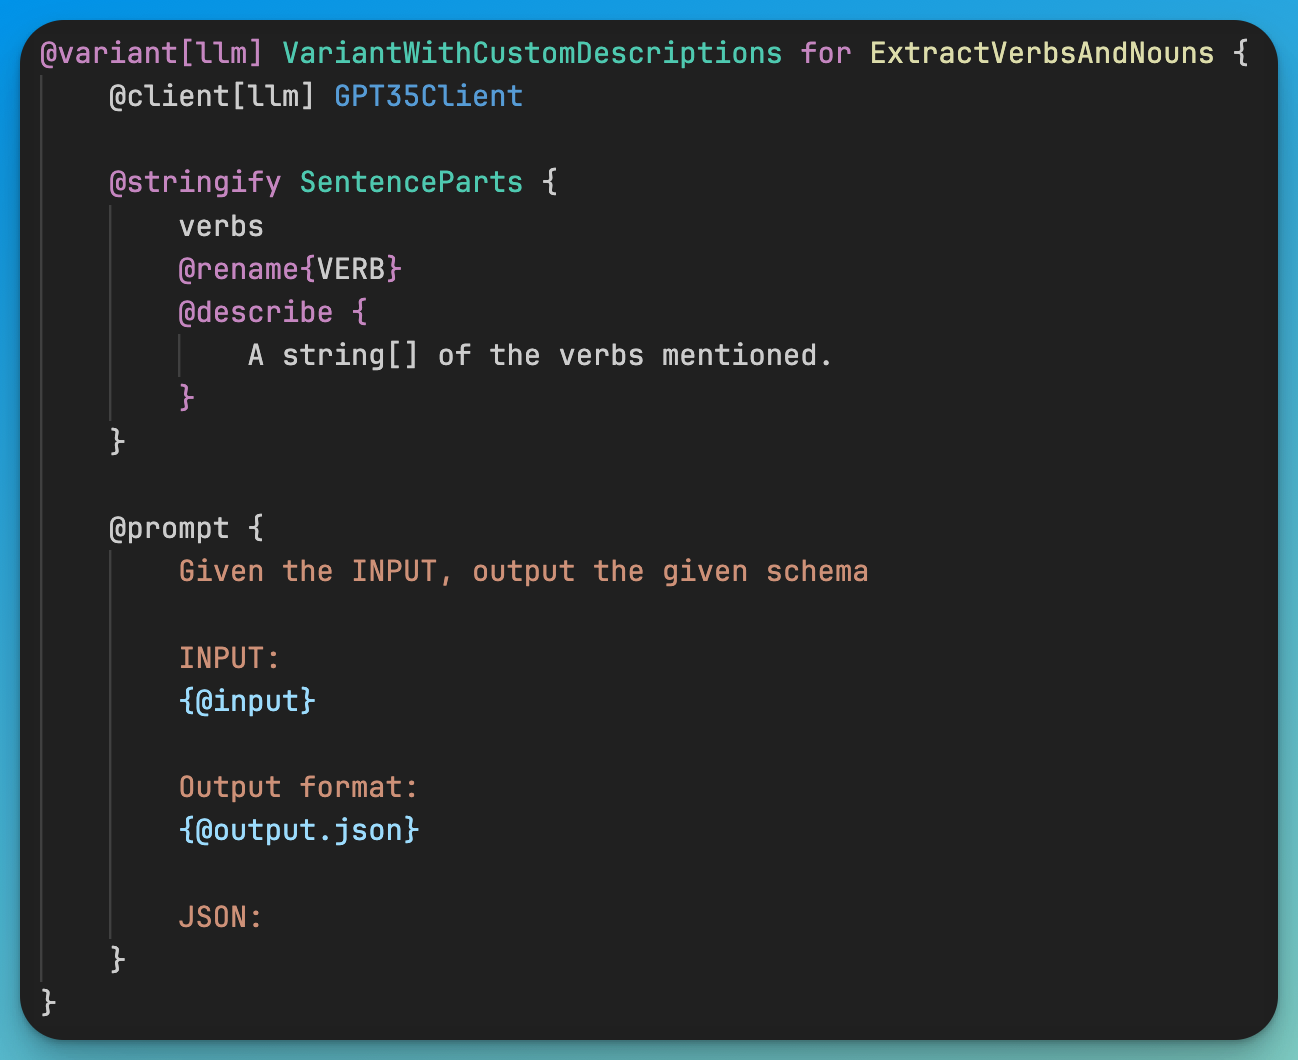 @variant[llm] VariantWithCustomDescriptions for ExtractVerbsAndNouns {
    @client[llm] GPT35Client

    @stringify SentenceParts {
        verbs
        @rename{VERB}
        @describe {
            A string[] of the verbs mentioned.
        }
    }

    @prompt {
        Given the INPUT, output the given schema

        INPUT:
        {@input}

        Output format:
        {@output.json}

        JSON:
    }
}